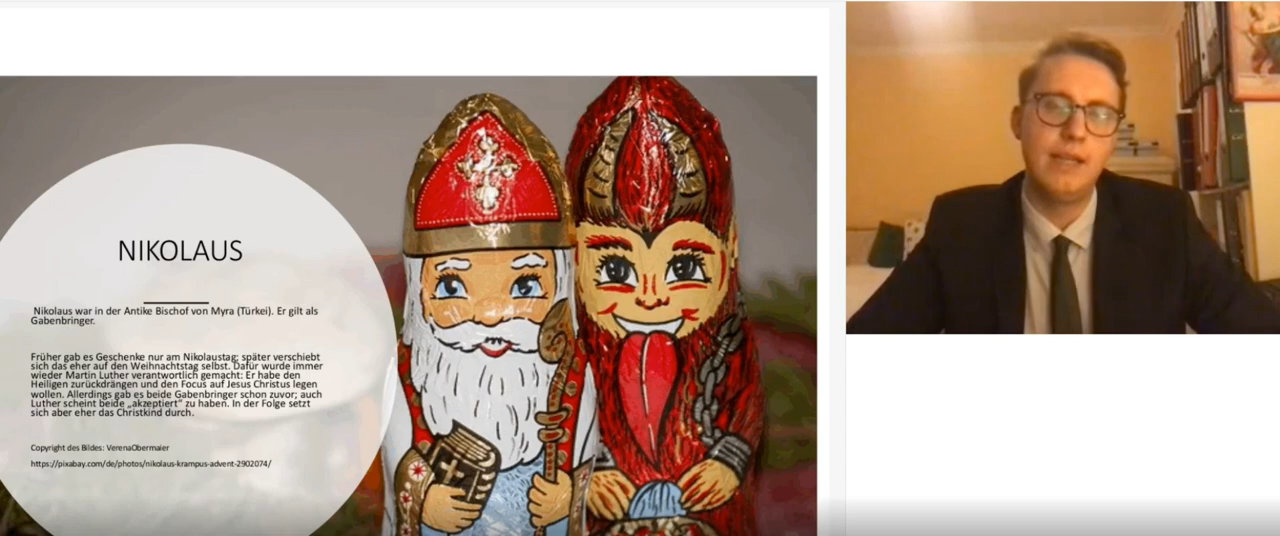 NIKOLAUS
Nikolaus war in der Antike Bischof von Myra (Türkei). Er gilt als
Gabenbringer.
Früher gab es Geschenke nur am Nikolaustag; später verschiebt
sich das eher auf den Weihnachtstag selbst. Dafür wurde immer
wieder Martin Luther verantwortlich gemacht: Er habe den
Heiligen zurückdrängen und den Focus auf Jesus Christus legen
wollen. Allerdings gab es beide Gabenbringer schon zuvor; auch
Luther scheint beide „akzeptiert" zu haben. In der Folge setzt
sich aber eher das Christkind durch.
Copyright des Bildes: VerenaObermaier
https://pixabay.com/de/photos/nikolaus-krampus-advent-2902074/